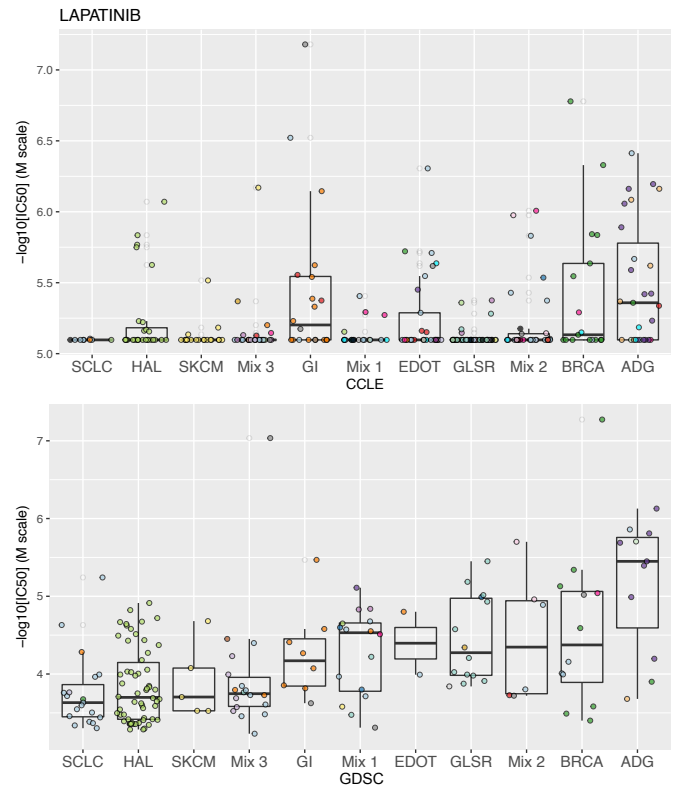 LAPATINIB
−log10[IC50] (M scale)
7.0
6.5
6.0
5.5
5.0
SCLC HAL SKCM Mix 3 GI Mix 1 EDOT GLSR Mix 2 BRCA ADG
CCLE
−log10[IC50] (M scale)
7
6
5
4
SCLC HAL SKCM Mix 3 GI Mix 1 EDOT GLSR Mix 2 BRCA ADG
GDSC